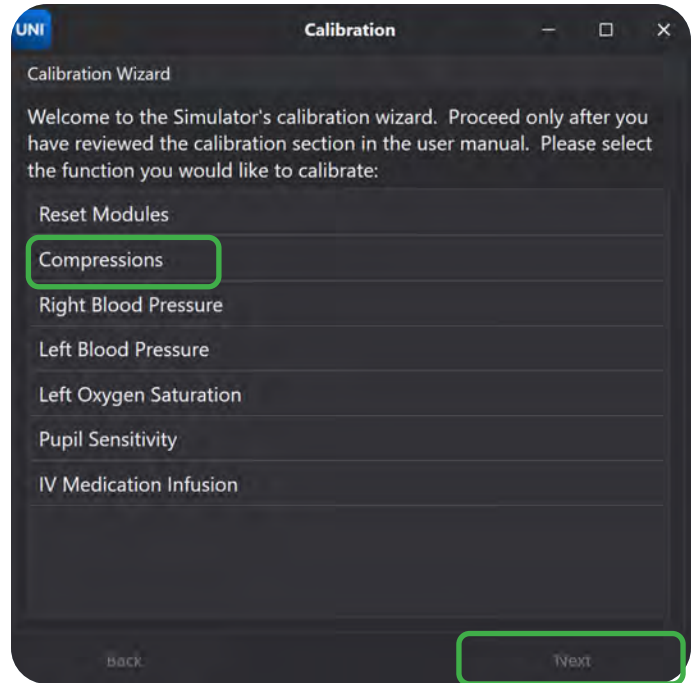 UNI
Calibration
Calibration Wizard
Welcome to the Simulator's calibration wizard. Proceed only after you
have reviewed the calibration section in the user manual. Please select
the function you would like to calibrate:
Reset Modules
Compressions
Right Blood Pressure
Left Blood Pressure
Left Oxygen Saturation
Pupil Sensitivity
IV Medication Infusion
Back
Next